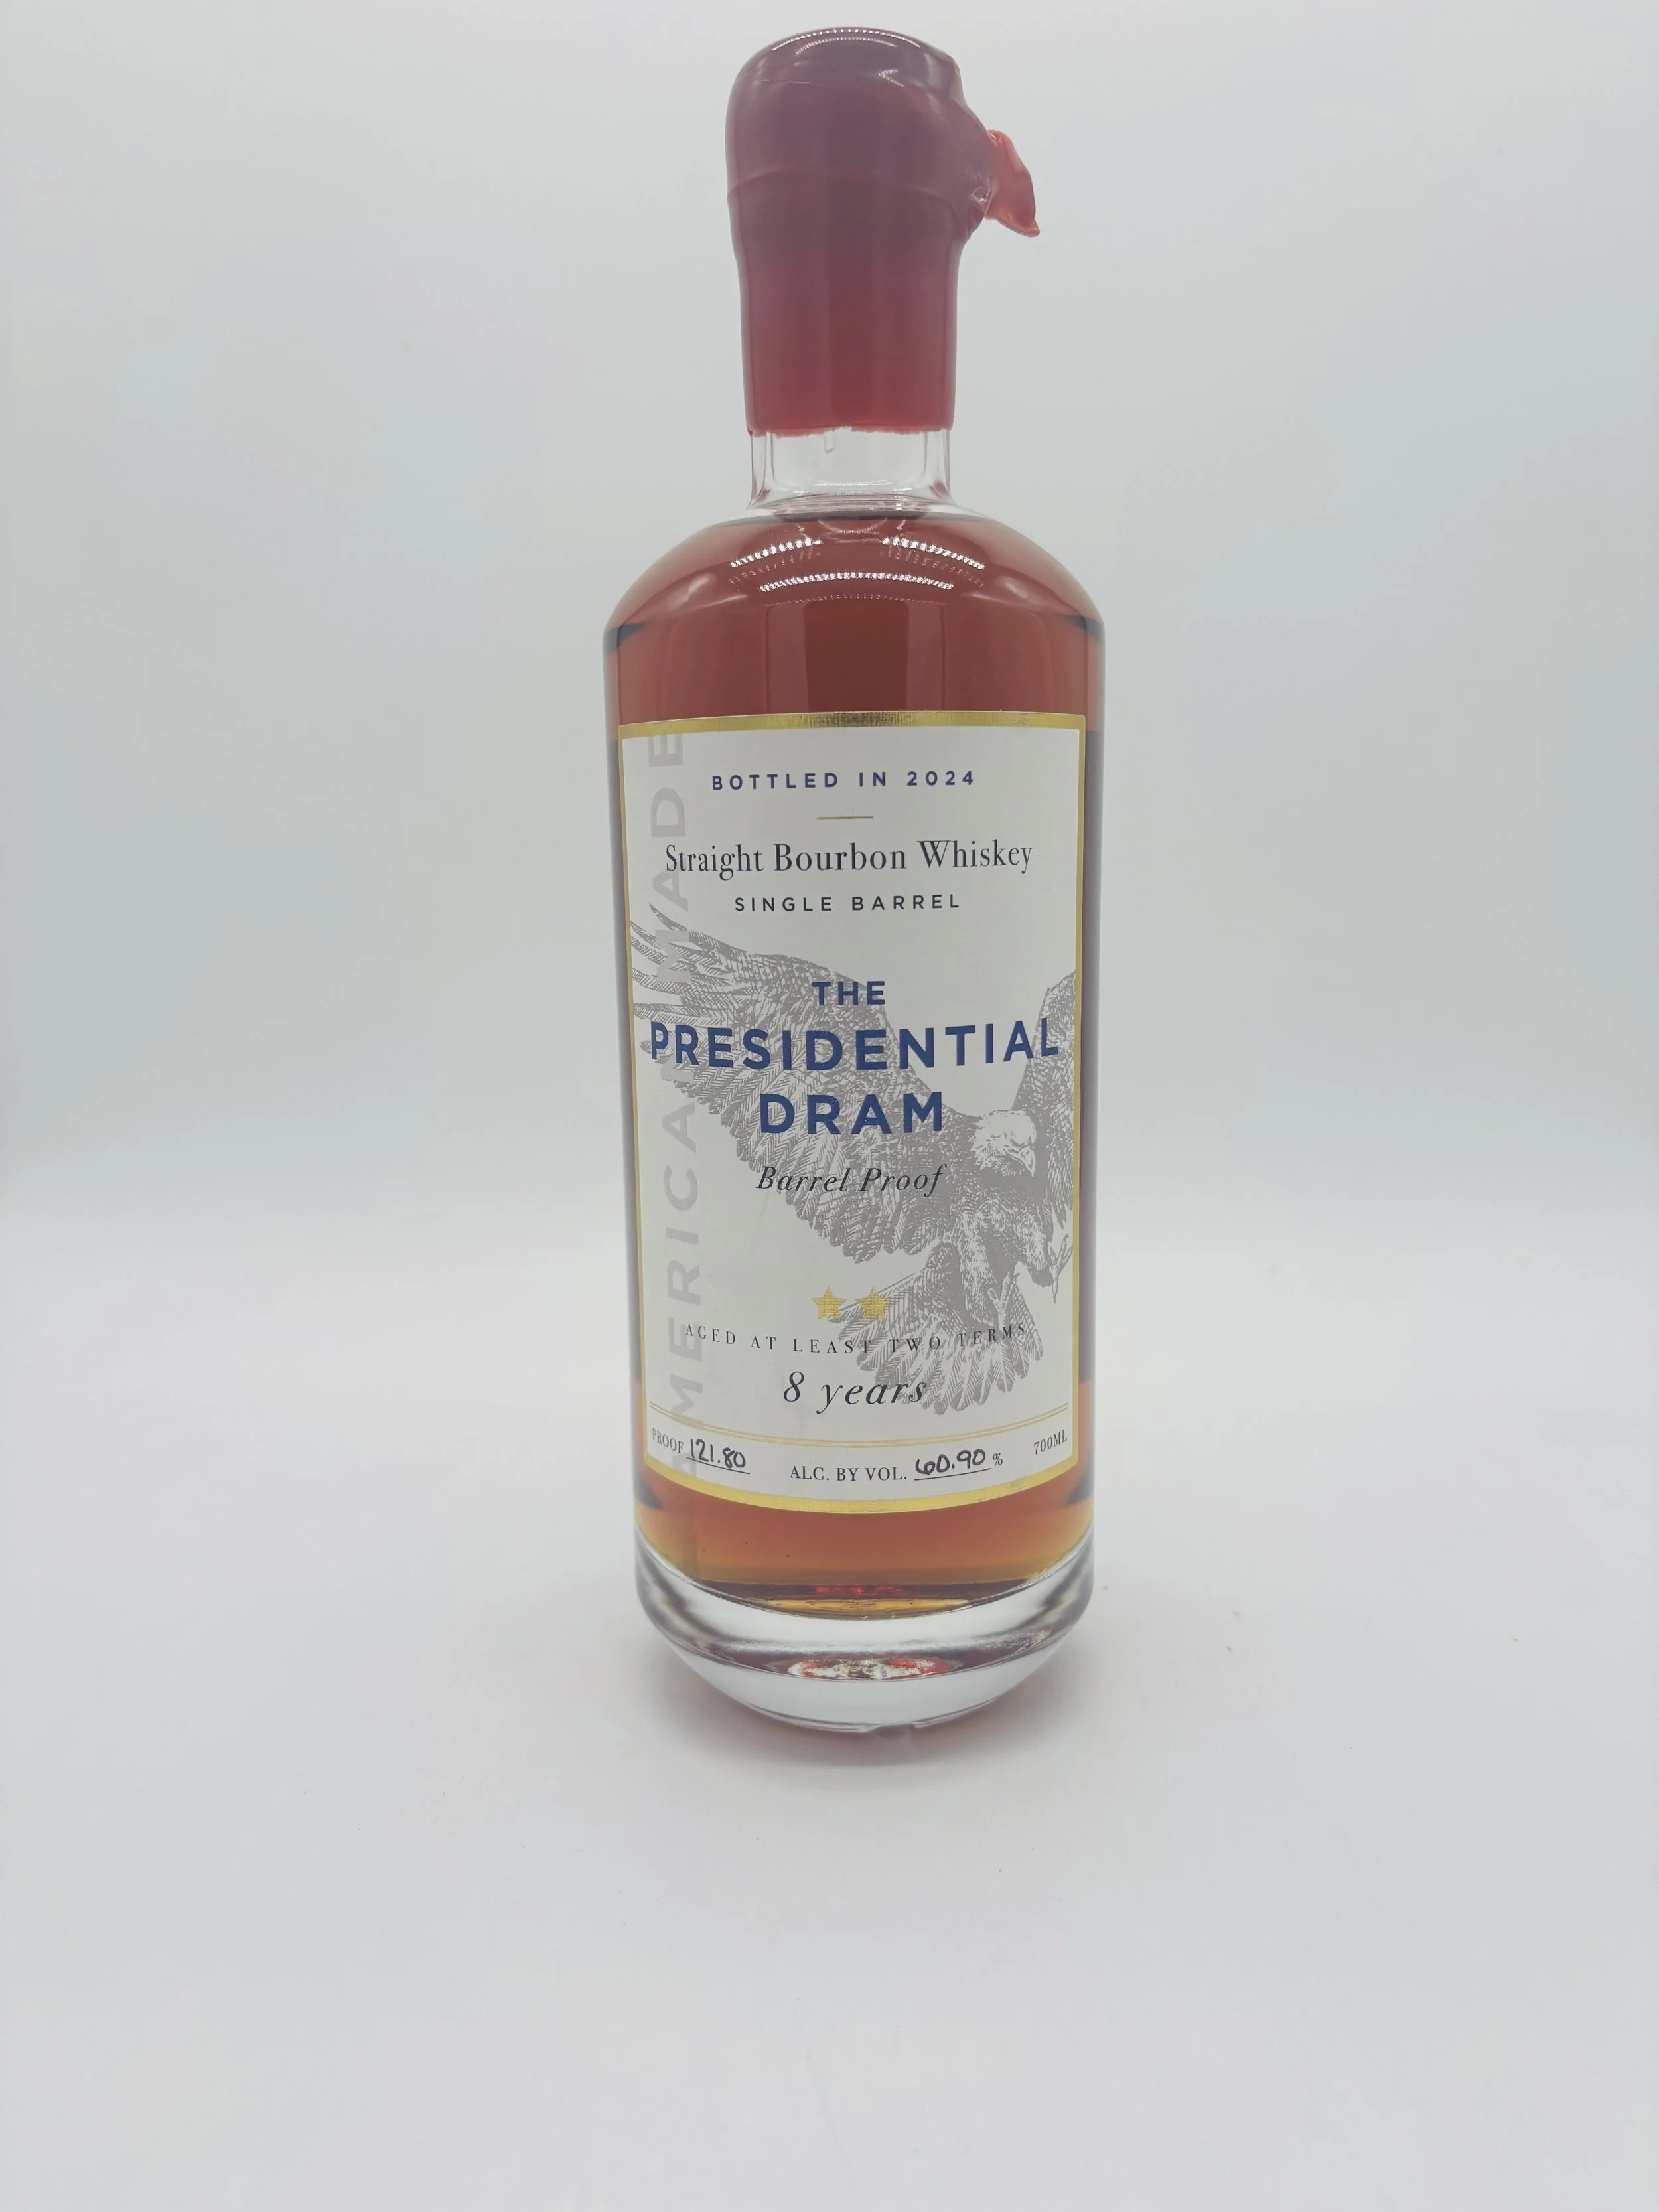 BOTTLED IN 2024
Straight Bourbon Whiskey
SINGLE BARREL
THE
PRESIDENTIAL
DRAM
Barrel Proof
AGED AT LEAST TWO TERMS
8 years
PROOF 121.80 ALC. BY VOL. 60.90 % 700ML
AMERICAN MADE